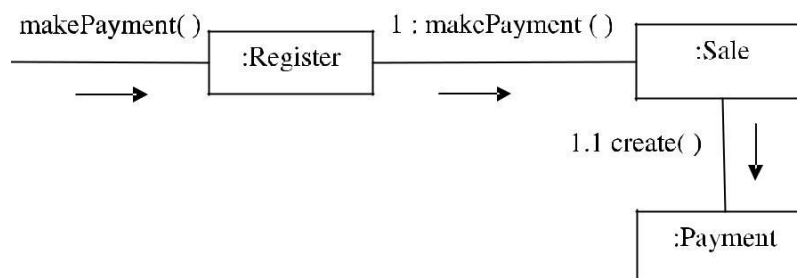 makePayment( )
:Register
1 : makePayment ( )
:Sale
1.1 create( )
:Payment